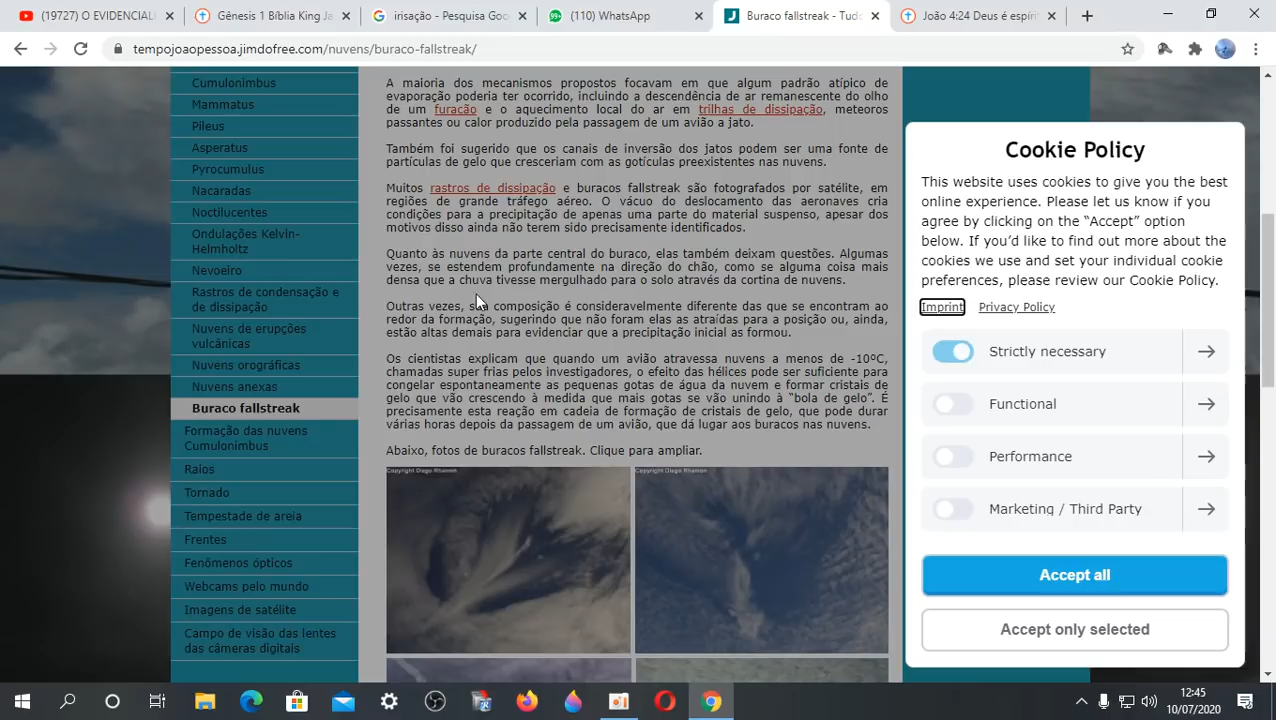 (19727) O EVIDENCIAL
Gênesis 1 Bíblia King Ja
irisação - Pesquisa Goo
(110) WhatsApp
Buraco fallstreak - Tudo
João 4:24 Deus é espíri
tempojoaopessoa.jimdofree.com/nuvens/buraco-fallstreak/
Cumulonimbus
Mammatus
Pileus
Asperatus
Pyrocumulus
Nacaradas
Noctilucentes
Ondulações Kelvin-
Helmholtz
Nevoeiro
Rastros de condensação e
de dissipação
Nuvens de erupções
vulcânicas
Nuvens orográficas
Nuvens anexas
Buraco fallstreak
Formação das nuvens
Cumulonimbus
Raios
Tornado
Tempestade de areia
Frentes
Fenômenos ópticos
Webcams pelo mundo
Imagens de satélite
Campo de visão das lentes
das câmeras digitais
A maioria dos mecanismos propostos focavam em que algum padrão atípico de
evaporação poderia ter ocorrido, incluindo a descendência de ar remanescente do olho
de um furacão e o aquecimento local do ar em trilhas de dissipação, meteoros
passantes ou calor produzido pela passagem de um avião a jato.
Também foi sugerido que os canais de inversão dos jatos podem ser uma fonte de
partículas de gelo que cresceriam com as gotículas preexistentes nas nuvens.
Muitos rastros de dissipação e buracos fallstreak são fotografados por satélite, em
regiões de grande tráfego aéreo. O vácuo do deslocamento das aeronaves cria
condições para a precipitação de apenas uma parte do material suspenso, apesar dos
motivos disso ainda não terem sido precisamente identificados.
Quanto às nuvens da parte central do buraco, elas também deixam questões. Algumas
vezes, se estendem profundamente na direção do chão, como se alguma coisa mais
densa que a chuva tivesse mergulhado para o solo através da cortina de nuvens.
Outras vezes, sua composição é consideravelmente diferente das que se encontram ao
redor da formação, sugerindo que não foram elas as atraídas para a posição ou, ainda,
estão altas demais para evidenciar que a precipitação inicial as formou.
Os cientistas explicam que quando um avião atravessa nuvens a menos de -10ºC,
chamadas super frias pelos investigadores, o efeito das hélices pode ser suficiente para
congelar espontaneamente as pequenas gotas de água da nuvem e formar cristais de
gelo que vão crescendo à medida que mais gotas se vão unindo à “bola de gelo”. É
precisamente esta reação em cadeia de formação de cristais de gelo, que pode durar
várias horas depois da passagem de um avião, que dá lugar aos buracos nas nuvens.
Abaixo, fotos de buracos fallstreak. Clique para ampliar.
Copyright Diego Rhamon
Copyright Diego Rhamon
Cookie Policy
This website uses cookies to give you the best
online experience. Please let us know if you
agree by clicking on the “Accept” option
below. If you’d like to find out more about the
cookies we use and set your individual cookie
preferences, please review our Cookie Policy.
Imprint Privacy Policy
Strictly necessary
Functional
Performance
Marketing / Third Party
Accept all
Accept only selected
12:45
10/07/2020